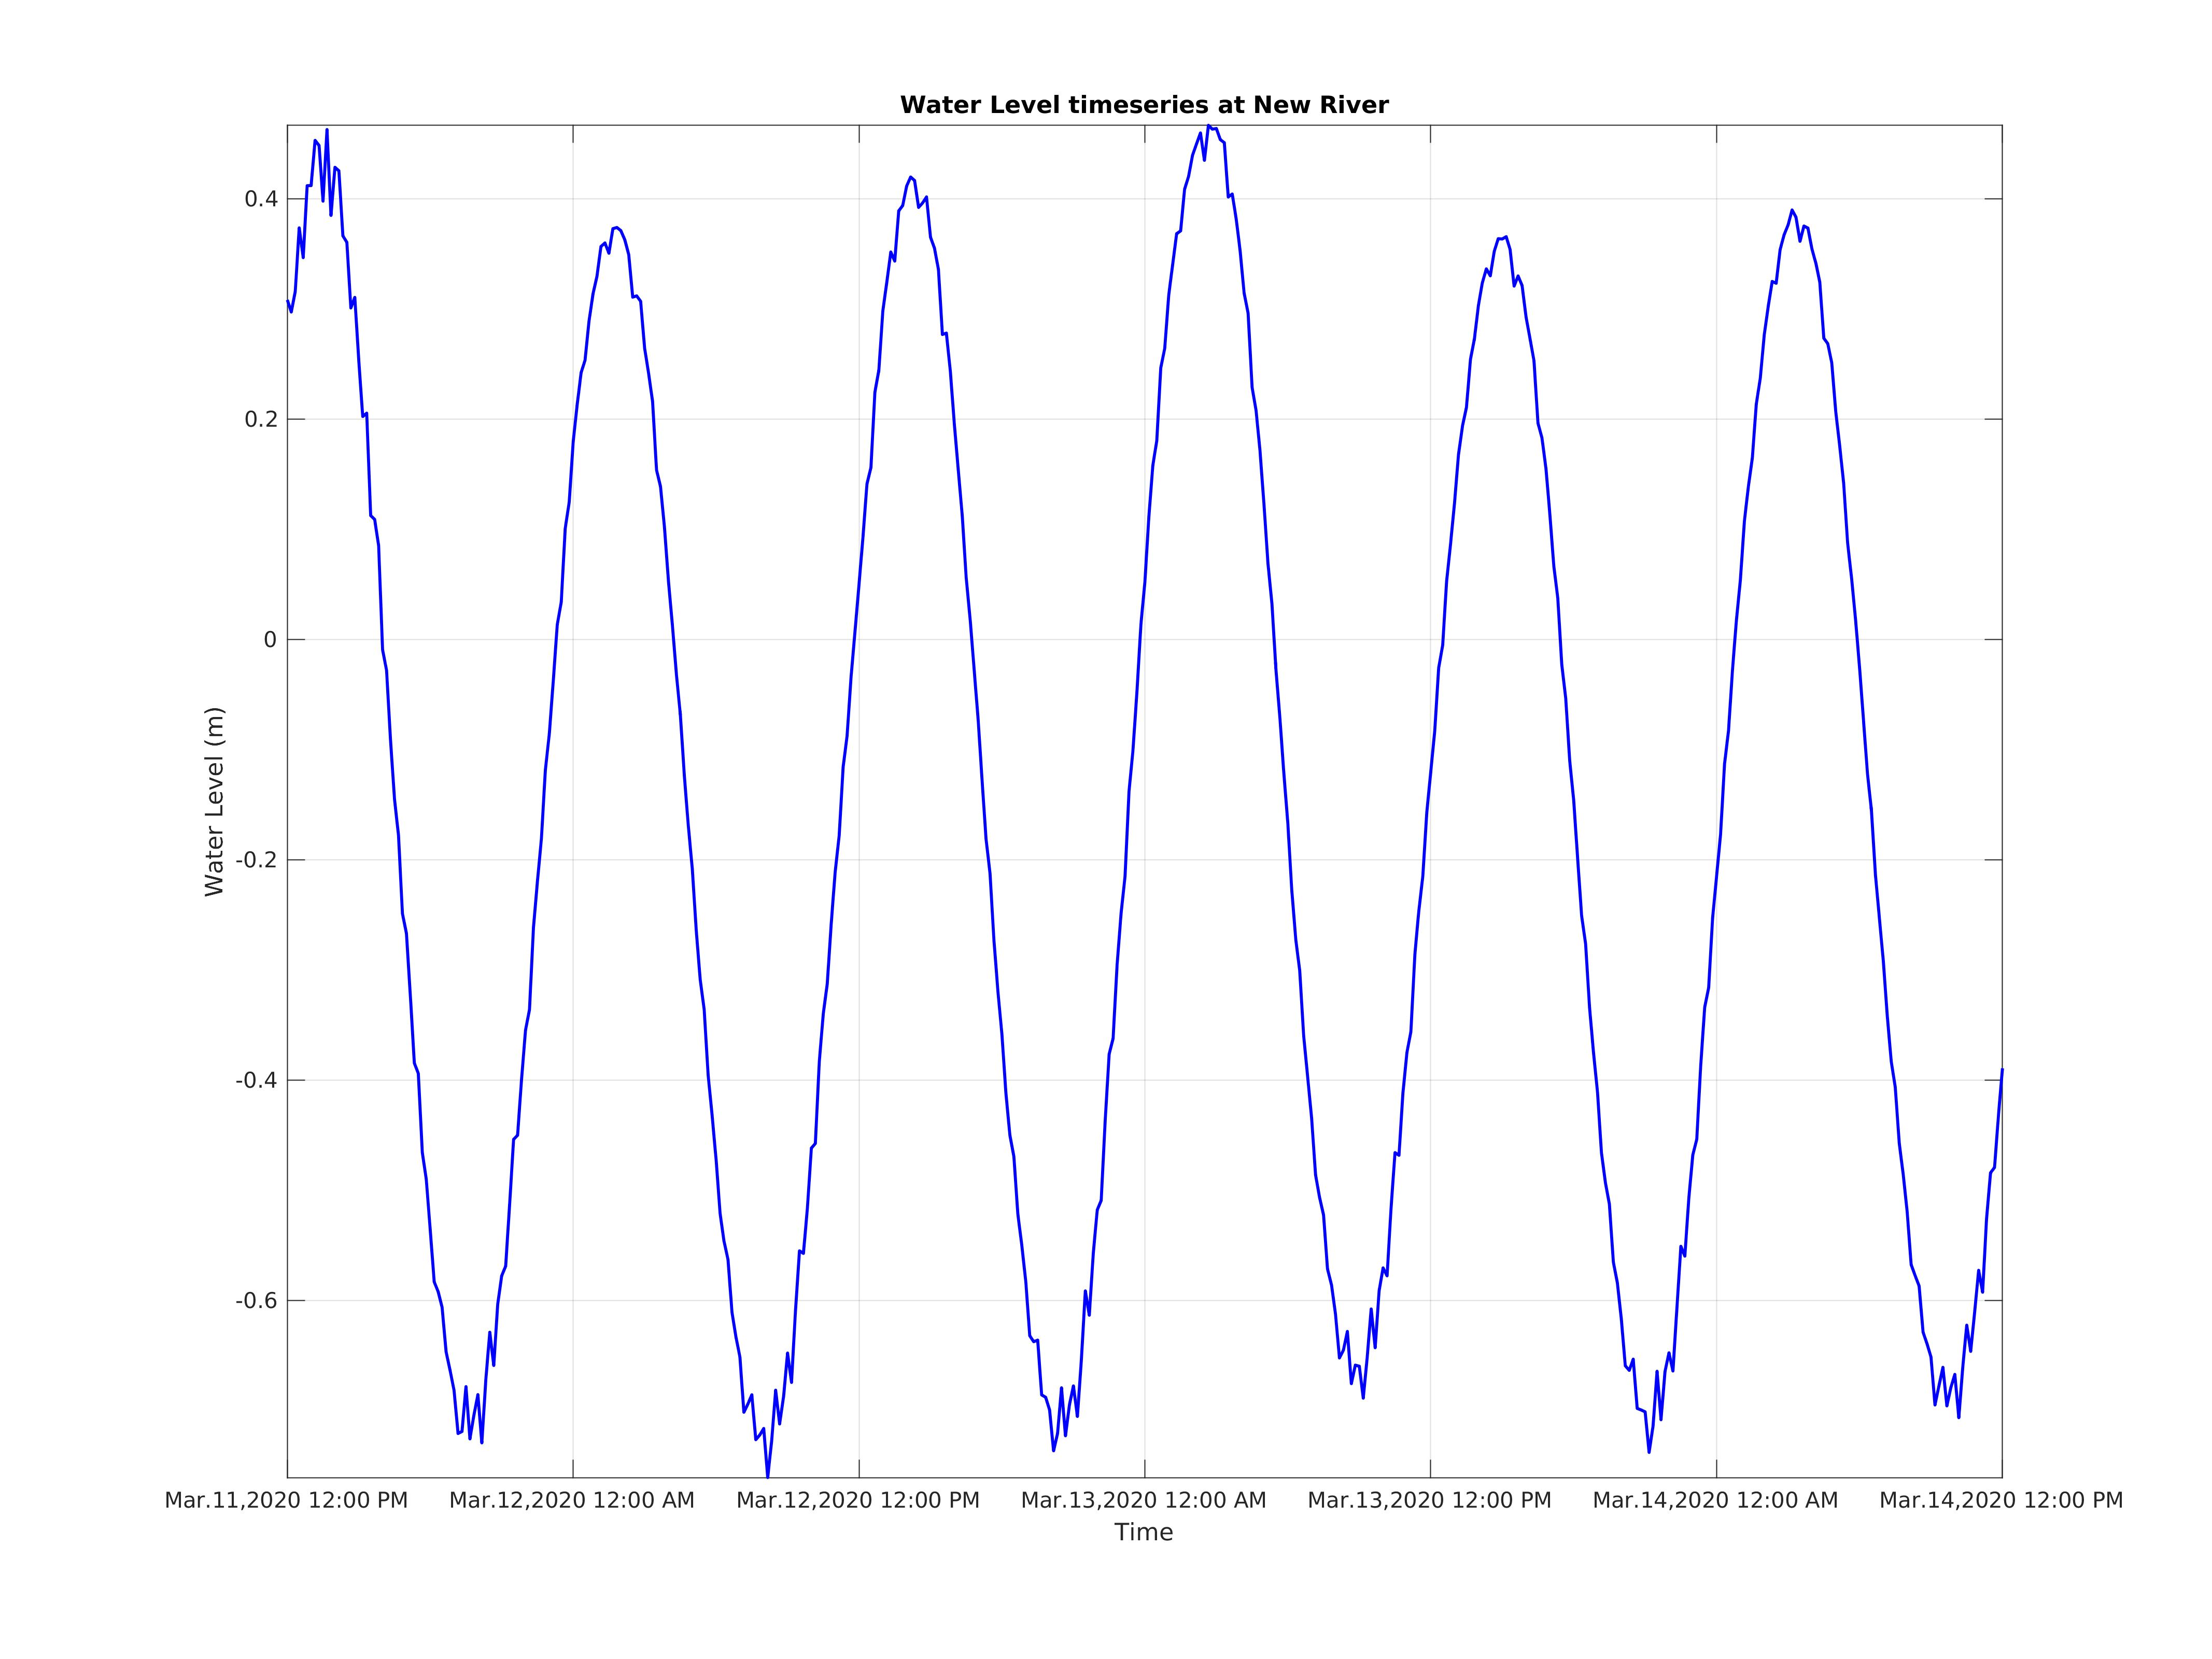 Water Level timeseries at New River
0.4
0.2
0
-0.2
-0.4
-0.6
Water Level (m)
Mar.11,2020 12:00 PM Mar.12,2020 12:00 AM Mar.12,2020 12:00 PM Mar.13,2020 12:00 AM Mar.13,2020 12:00 PM Mar.14,2020 12:00 AM Mar.14,2020 12:00 PM
Time